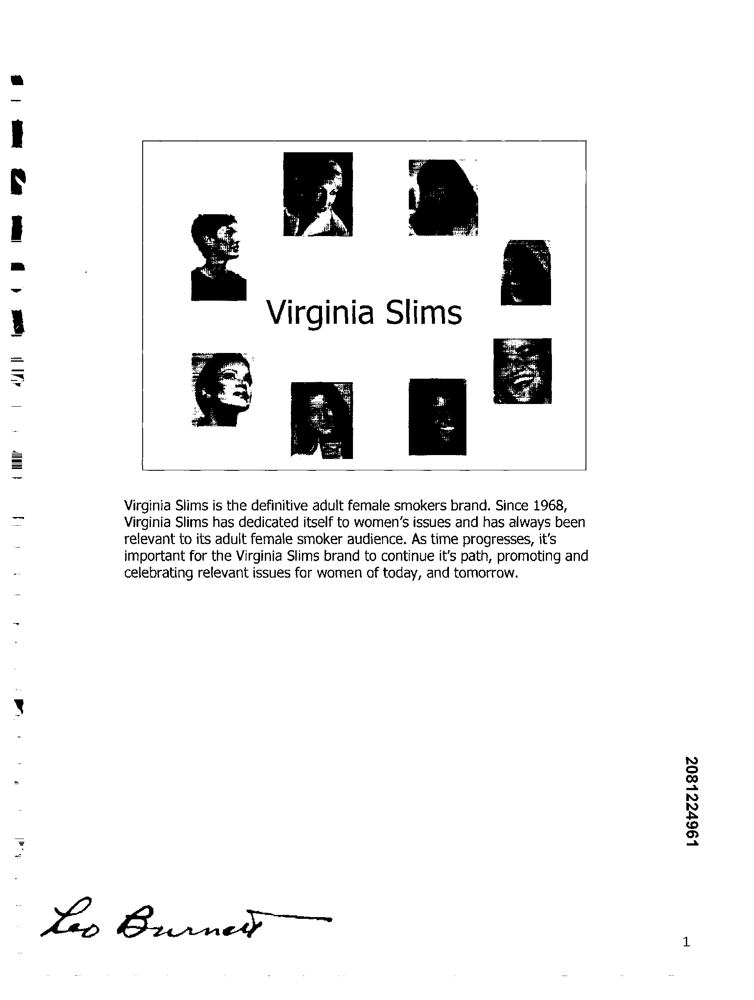 Virginia Slims
Virginia Slims is the definitive adult female smokers brand. Since 1968,
Virginia Slims has dedicated itself to women's issues and has always been
relevant to its adult female smoker audience. As time progresses, it's
important for the Virginia Slims brand to continue it's path, promoting and
celebrating relevant issues for women of today, and tomorrow.
2081224961
Leo Burnett
1